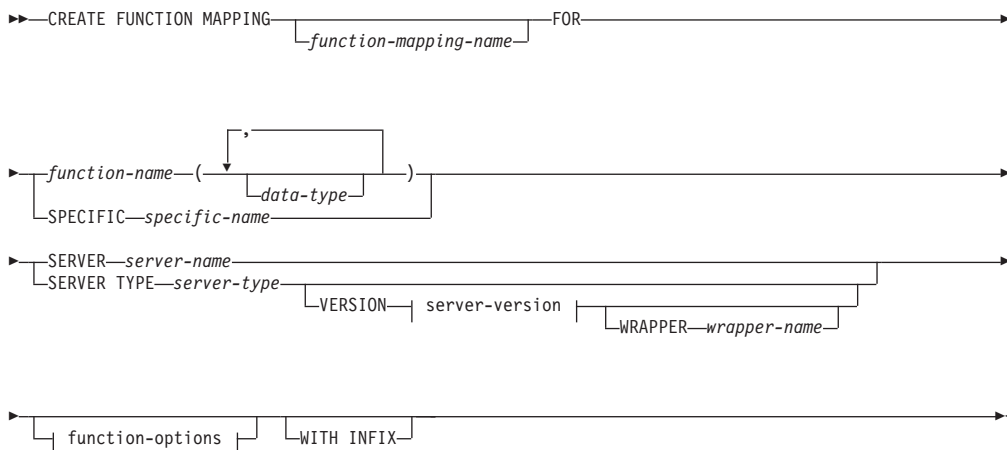 CREATE FUNCTION MAPPING FOR
function-mapping-name
,
function-name ( )
data-type
SPECIFIC specific-name
SERVER server-name
SERVER TYPE server-type
VERSION server-version
WRAPPER wrapper-name
function-options WITH INFIX